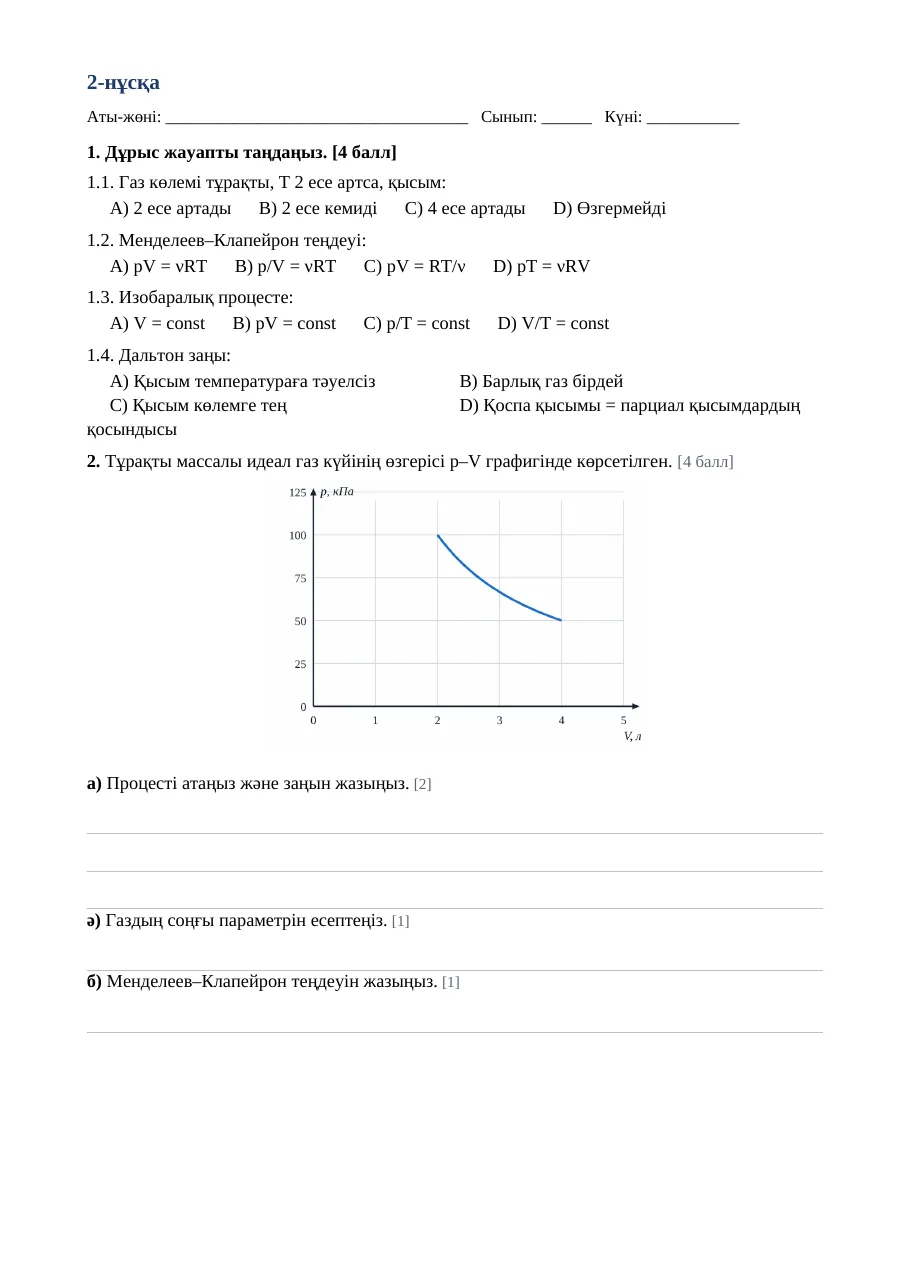 2-нұсқа
Аты-жөні: ____________________________________ Сынып: ______ Күні: ___________
1. Дұрыс жауапты таңдаңыз. [4 балл]
1.1. Газ көлемі тұрақты, T 2 есе артса, қысым:
A) 2 есе артады B) 2 есе кемиді C) 4 есе артады D) Өзгермейді
1.2. Менделеев–Клапейрон теңдеуі:
A) pV = νRT B) p/V = νRT C) pV = RT/ν D) pT = νRV
1.3. Изобаралық процесте:
A) V = const B) pV = const C) p/T = const D) V/T = const
1.4. Дальтон заңы:
A) Қысым температураға тәуелсіз B) Барлық газ бірдей
C) Қысым көлемге тең D) Қоспа қысымы = парциал қысымдардың
қосындысы
2. Тұрақты массалы идеал газ күйінің өзгерісі p–V графигінде көрсетілген. [4 балл]
125 p, кПа
100
75
50
25
0
0 1 2 3 4 5
V, л
а) Процесті атаңыз және заңын жазыңыз. [2]
ә) Газдың соңғы параметрін есептеңіз. [1]
б) Менделеев–Клапейрон теңдеуін жазыңыз. [1]